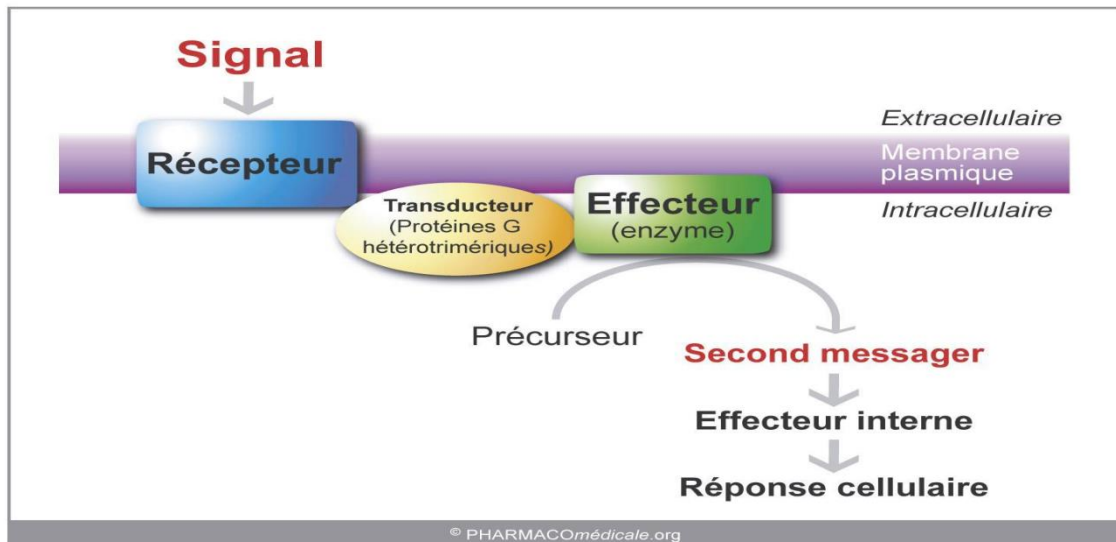 Signal
Extracellulaire
Récepteur
Membrane
plasmique
Transducteur
(Protéines G
hétérotrimériques)
Effecteur
(enzyme)
Intracellulaire
Précurseur
Second messager
Effecteur interne
Réponse cellulaire
© PHARMACOmédicale.org